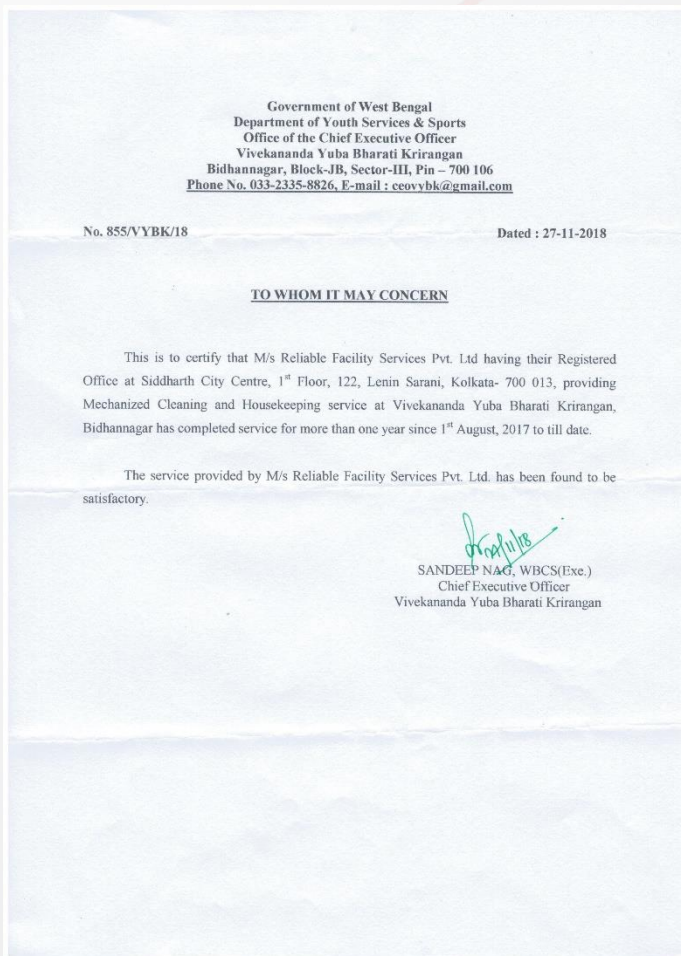 Government of West Bengal
Department of Youth Services & Sports
Office of the Chief Executive Officer
Vivekananda Yuba Bharati Krirangan
Bidhannagar, Block-JB, Sector-III, Pin – 700 106
Phone No. 033-2335-8826, E-mail : ceovybk@gmail.com
No. 855/VYBK/18 Dated : 27-11-2018
TO WHOM IT MAY CONCERN
This is to certify that M/s Reliable Facility Services Pvt. Ltd having their Registered
Office at Siddharth City Centre, 1st Floor, 122, Lenin Sarani, Kolkata- 700 013, providing
Mechanized Cleaning and Housekeeping service at Vivekananda Yuba Bharati Krirangan,
Bidhannagar has completed service for more than one year since 1st August, 2017 to till date.
The service provided by M/s Reliable Facility Services Pvt. Ltd. has been found to be
satisfactory.
SANDEEP NAG, WBCS(Exe.)
Chief Executive Officer
Vivekananda Yuba Bharati Krirangan